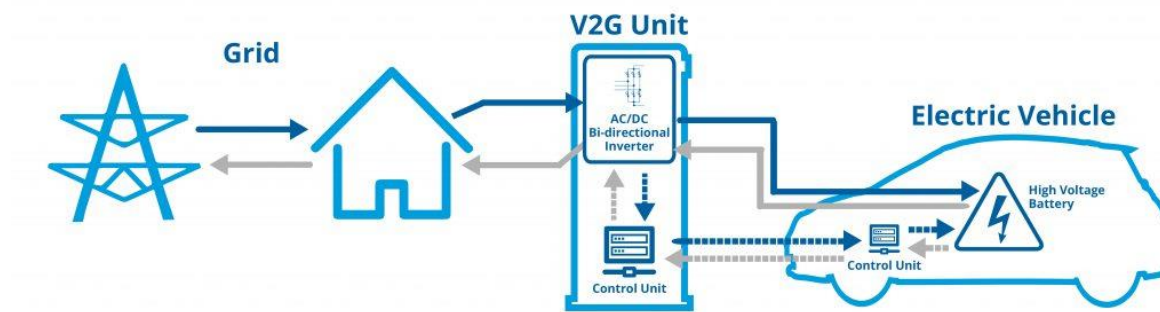 V2G Unit
Grid
AC/DC
Bi-directional
Inverter
Electric Vehicle
High Voltage
Battery
Control Unit
Control Unit